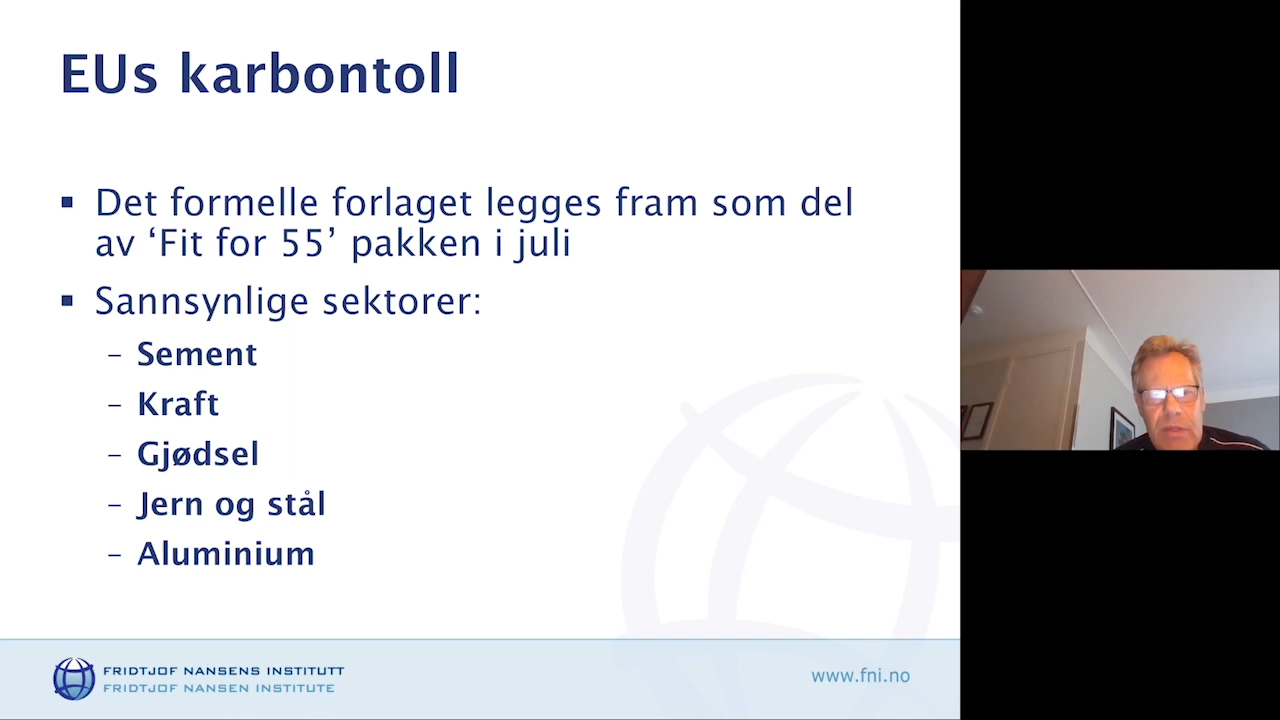 EUs karbontoll
▪ Det formelle forlaget legges fram som del
av ‘Fit for 55’ pakken i juli
▪ Sannsynlige sektorer:
– Sement
– Kraft
– Gjødsel
– Jern og stål
– Aluminium
FRIDTJOF NANSENS INSTITUTT
FRIDTJOF NANSEN INSTITUTE
www.fni.no